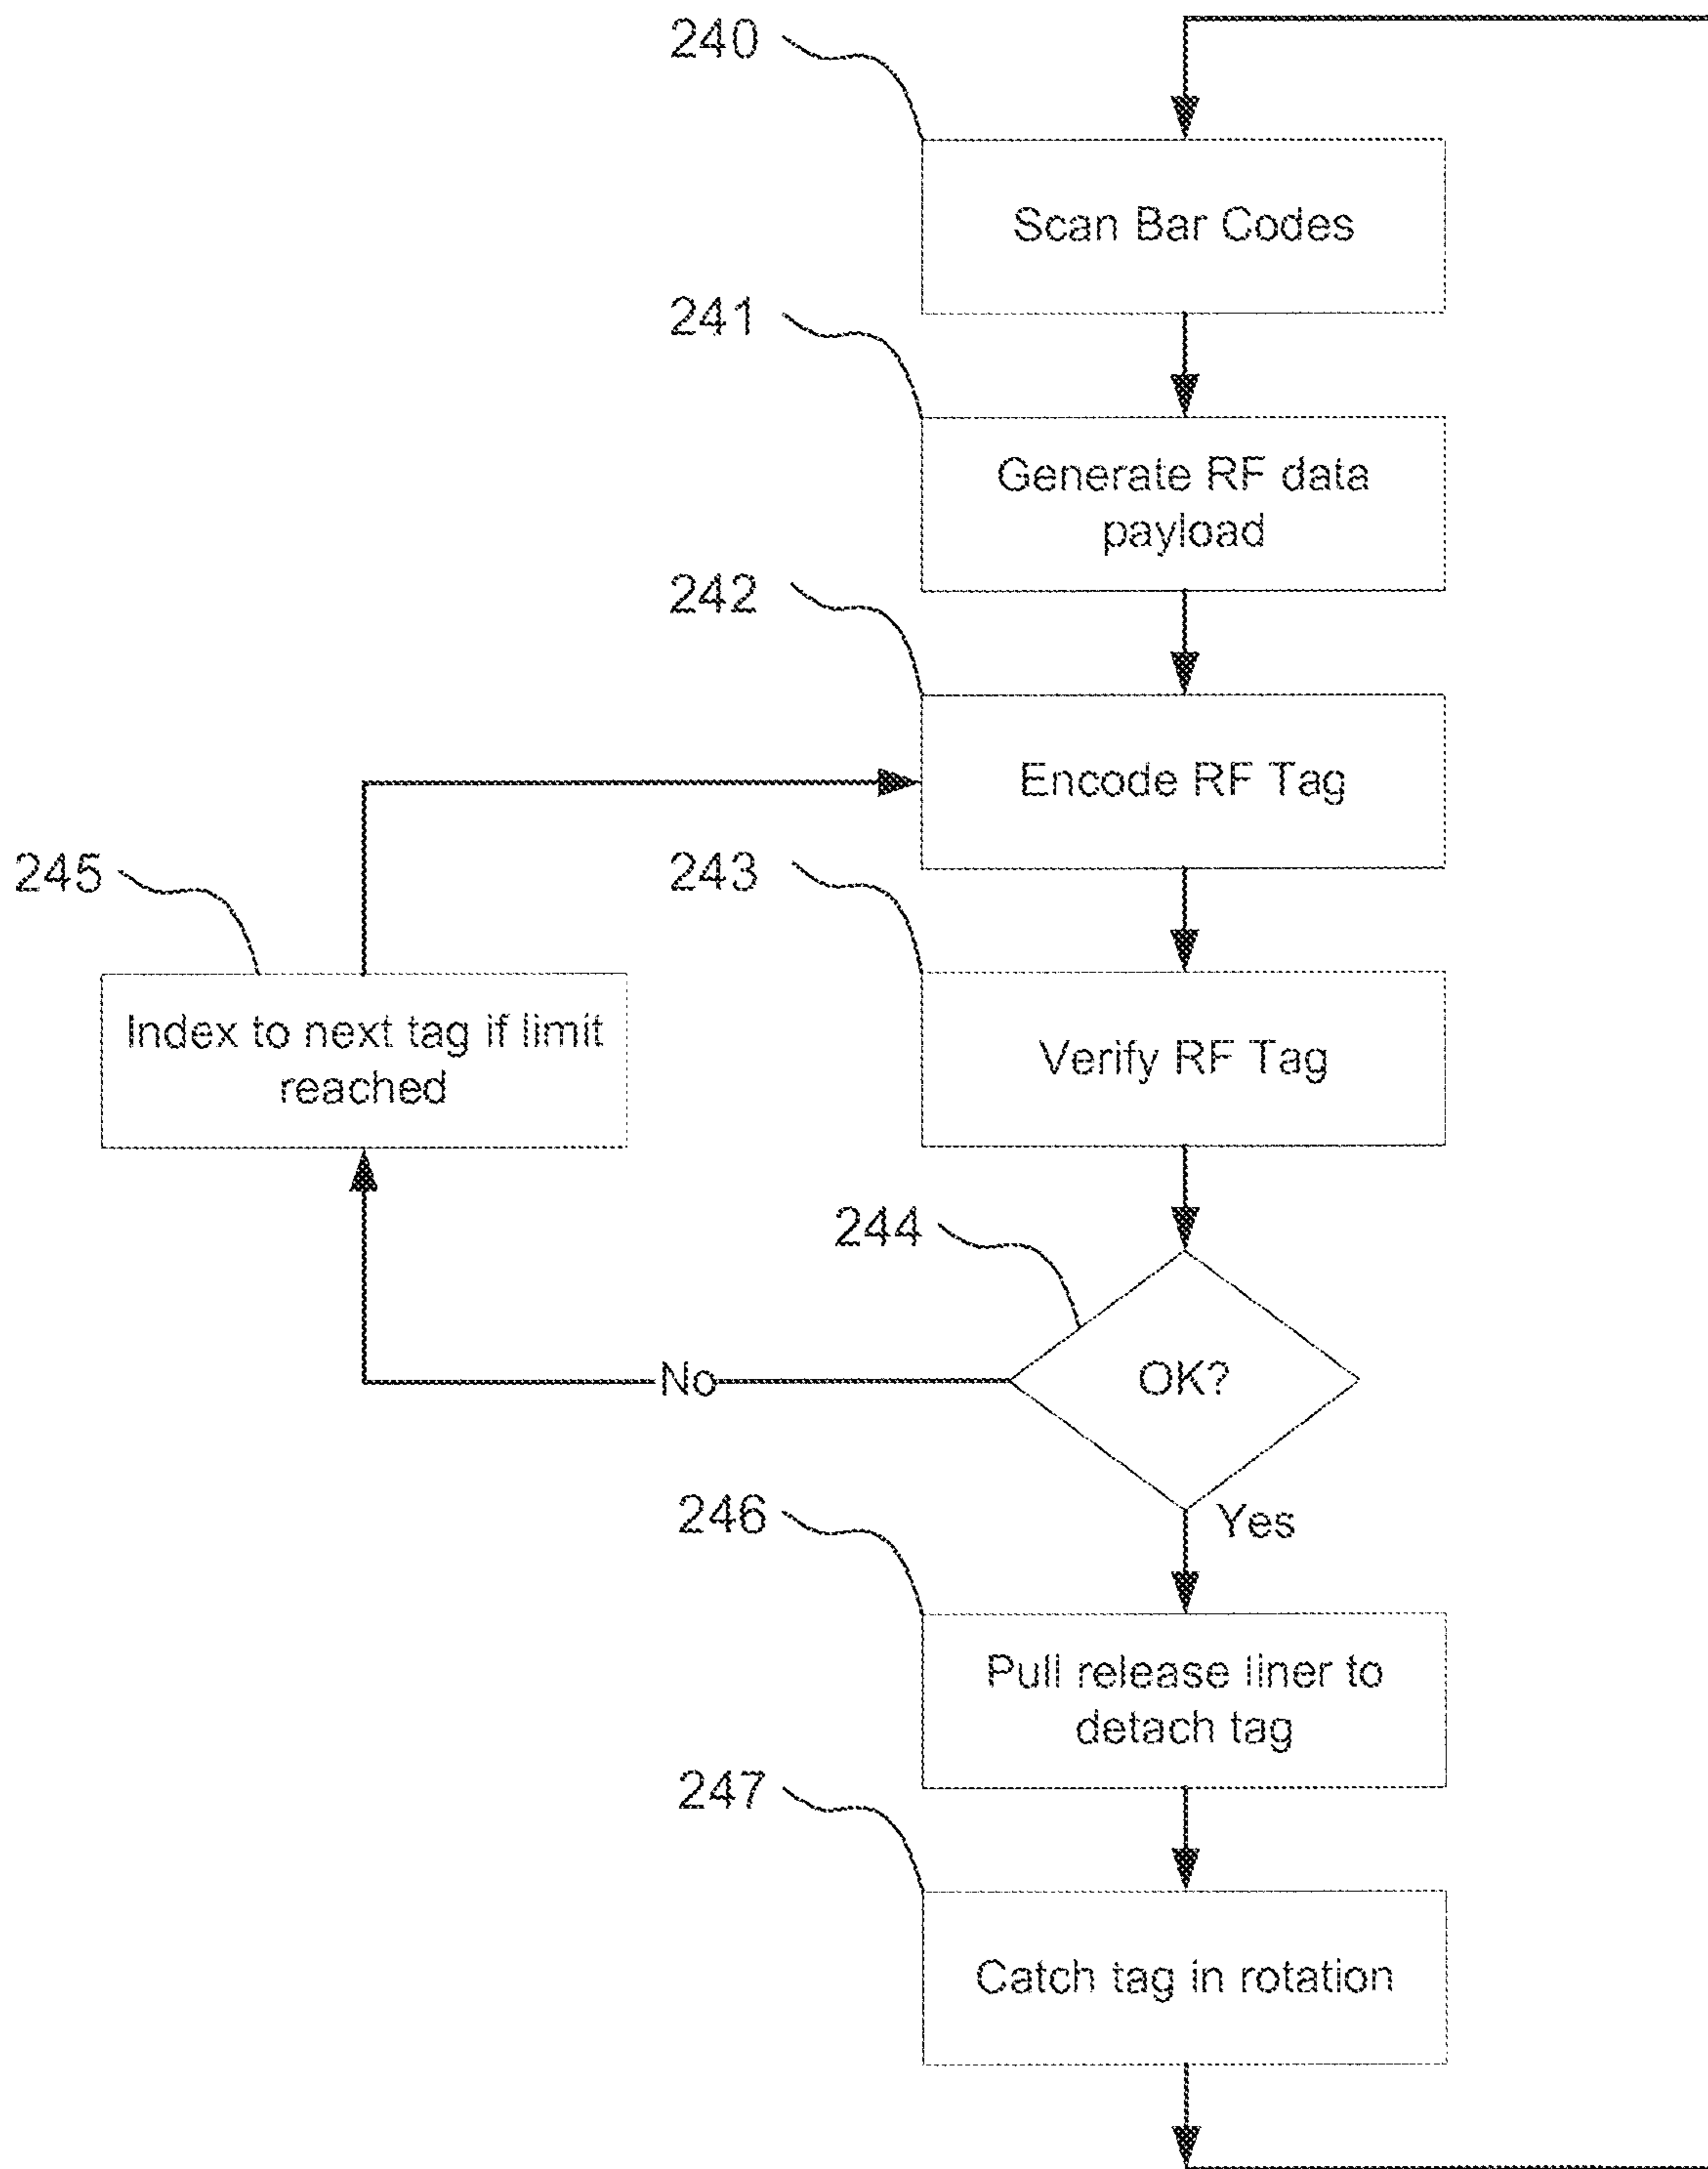 240
Scan Bar Codes
241
Generate RF data
payload
242
Encode RF Tag
245
243
Index to next tag if limit
reached
Verify RF Tag
244
No
OK?
Yes
246
Pull release liner to
detach tag
247
Catch tag in rotation